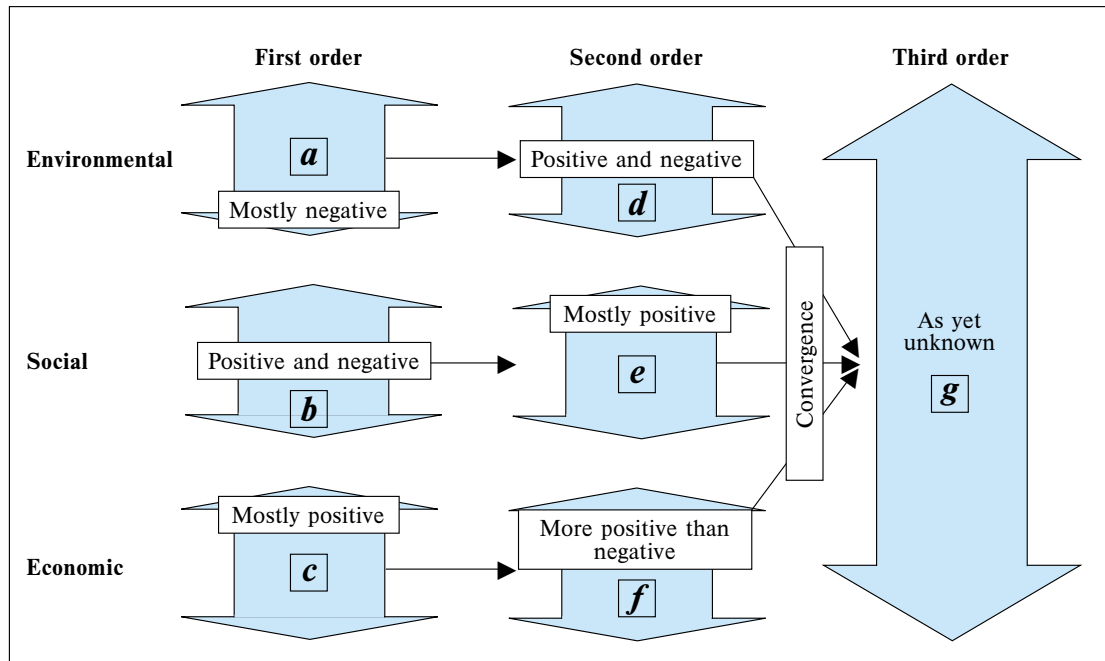 First order
Second order
Third order
Environmental
a
Mostly negative
Positive and negative
d
Social
Positive and negative
b
Mostly positive
e
Convergence
As yet
unknown
g
Economic
Mostly positive
c
More positive than
negative
f